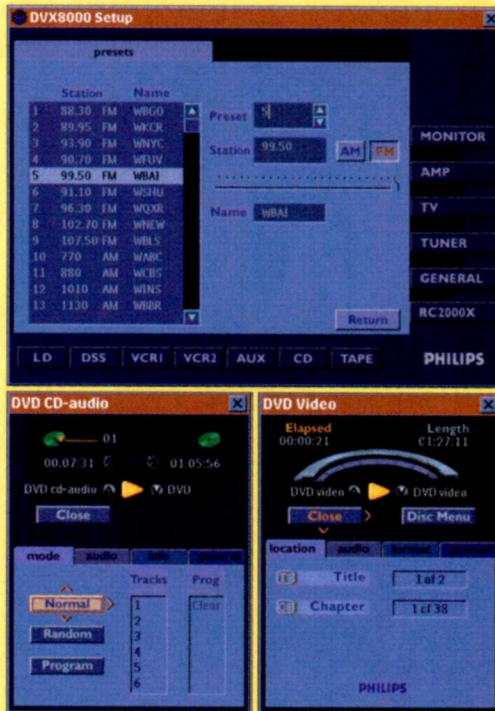 DVX8000 Setup
presets
Station Name
1 88.30 FM WBGO
2 89.95 FM WKCR
3 93.90 FM WNYC
4 90.70 FM WFUV
5 99.50 FM WBAI
6 91.10 FM WSHU
7 96.30 FM WQXR
8 102.70 FM WNEW
9 107.50 FM WBLS
10 770 AM WABC
11 880 AM WCBS
12 1010 AM WINS
13 1130 AM WBBR
Preset 5
Station 99.50 AM FM
Name WBAI
Return
MONITOR
AMP
TV
TUNER
GENERAL
RC2000X
LD DSS VCR1 VCR2 AUX CD TAPE PHILIPS
DVD CD-audio
01
00:07:31 01:05:56
DVD cd-audio DVD
Close
mode audio info general
Tracks Prog
Normal 1 Clear
2
Random 3
4
Program 5
6
DVD Video
Elapsed Length
00:00:21 01:27:11
DVD video DVD video
Close Disc Menu
location audio format
Title 1 of 2
Chapter 1 of 38
PHILIPS